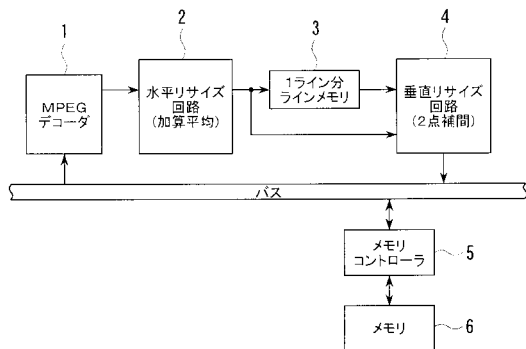 1
2
3
4
MPEG
デコーダ
水平リサイズ
回路
(加算平均)
1ライン分
ラインメモリ
垂直リサイズ
回路
(2点補間)
バス
メモリ
コントローラ
5
メモリ
6